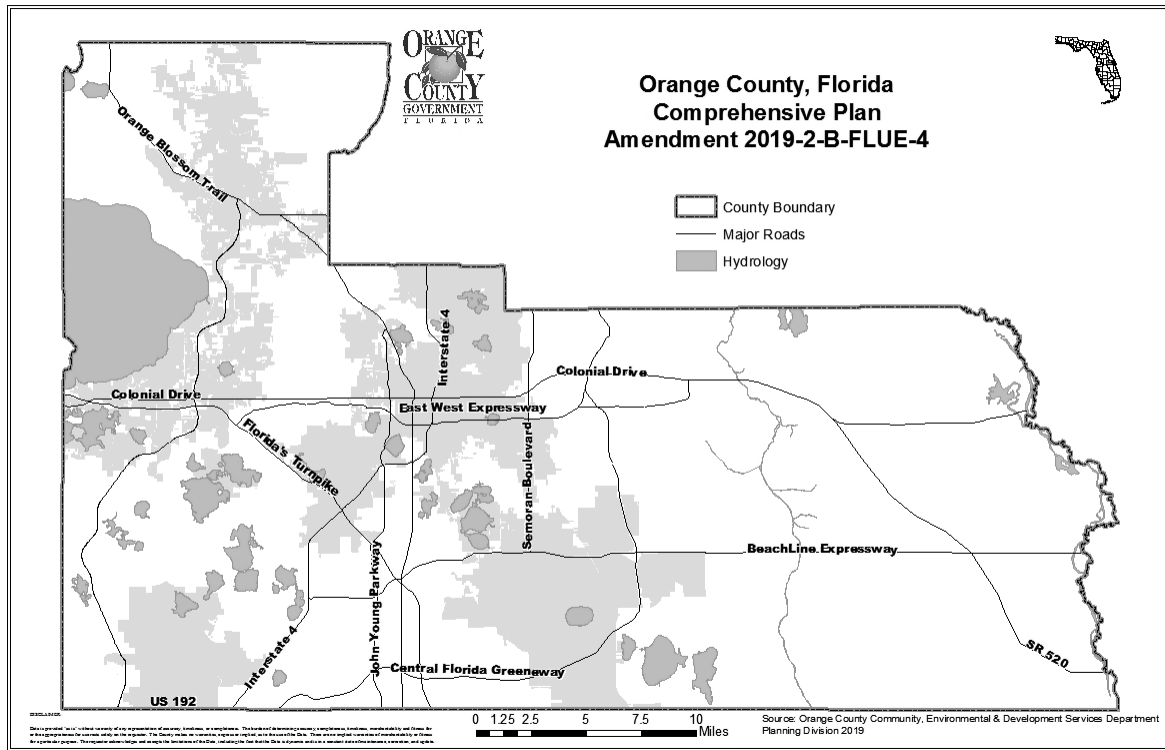 ORANGE
COUNTY
GOVERNMENT
FLORIDA
Orange County, Florida
Comprehensive Plan
Amendment 2019-2-B-FLUE-4
County Boundary
Major Roads
Hydrology
Orange Blossom Trail
Interstate 4
Colonial Drive
Colonial Drive
East West Expressway
Florida's Turnpike
Semoran Boulevard
BeachLine Expressway
John Young Parkway
Interstate 4
Central Florida Greeneway
SR 520
US 192
DISCLAIMER:
0 1.25 2.5 5 7.5 10
Miles
Source: Orange County Community, Environmental & Development Services Department
Planning Division 2019